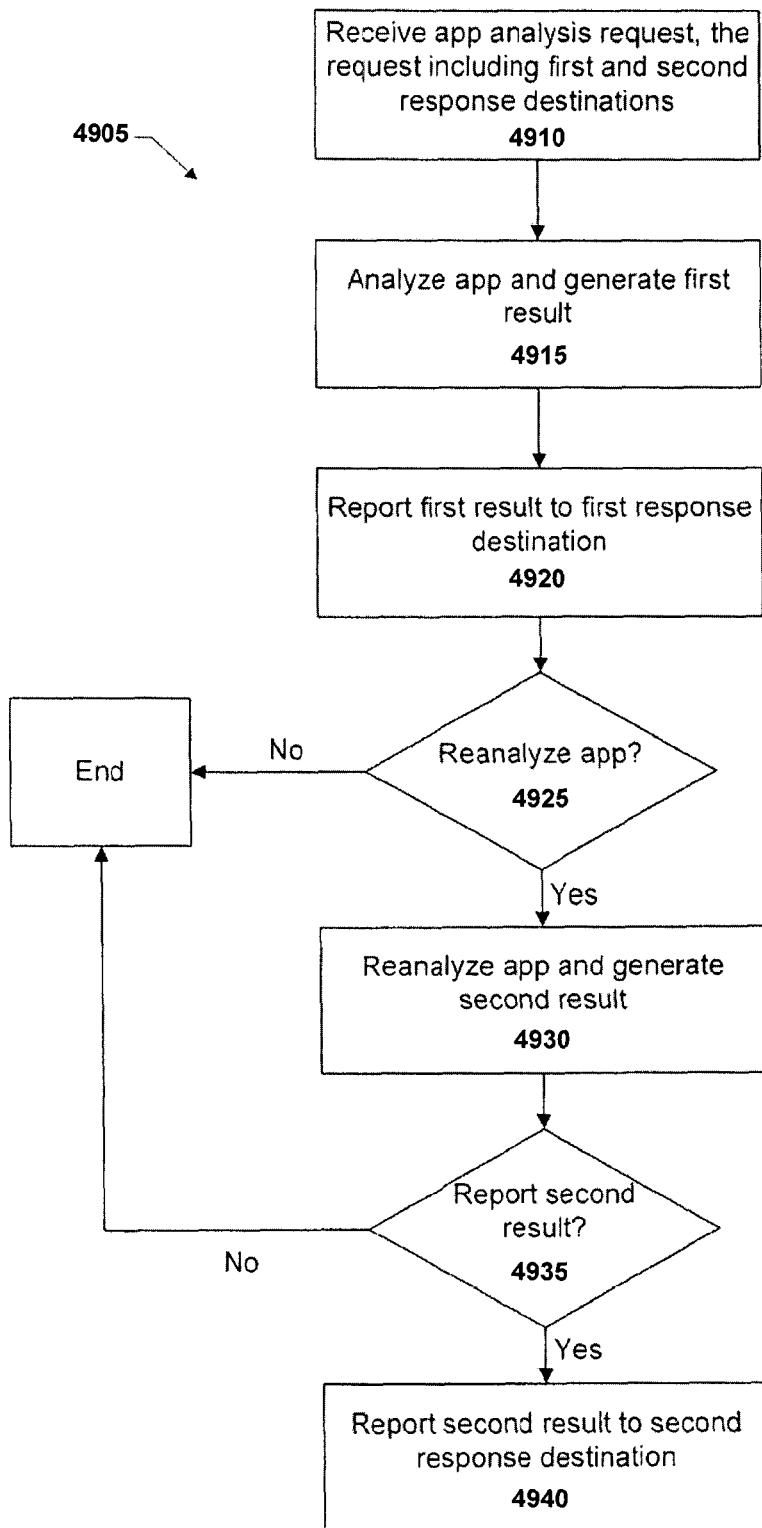 Receive app analysis request, the
request including first and second
response destinations
4910
4905
Analyze app and generate first
result
4915
Report first result to first response
destination
4920
Reanalyze app?
4925
No
End
Yes
Reanalyze app and generate
second result
4930
Report second
result?
4935
No
Yes
Report second result to second
response destination
4940